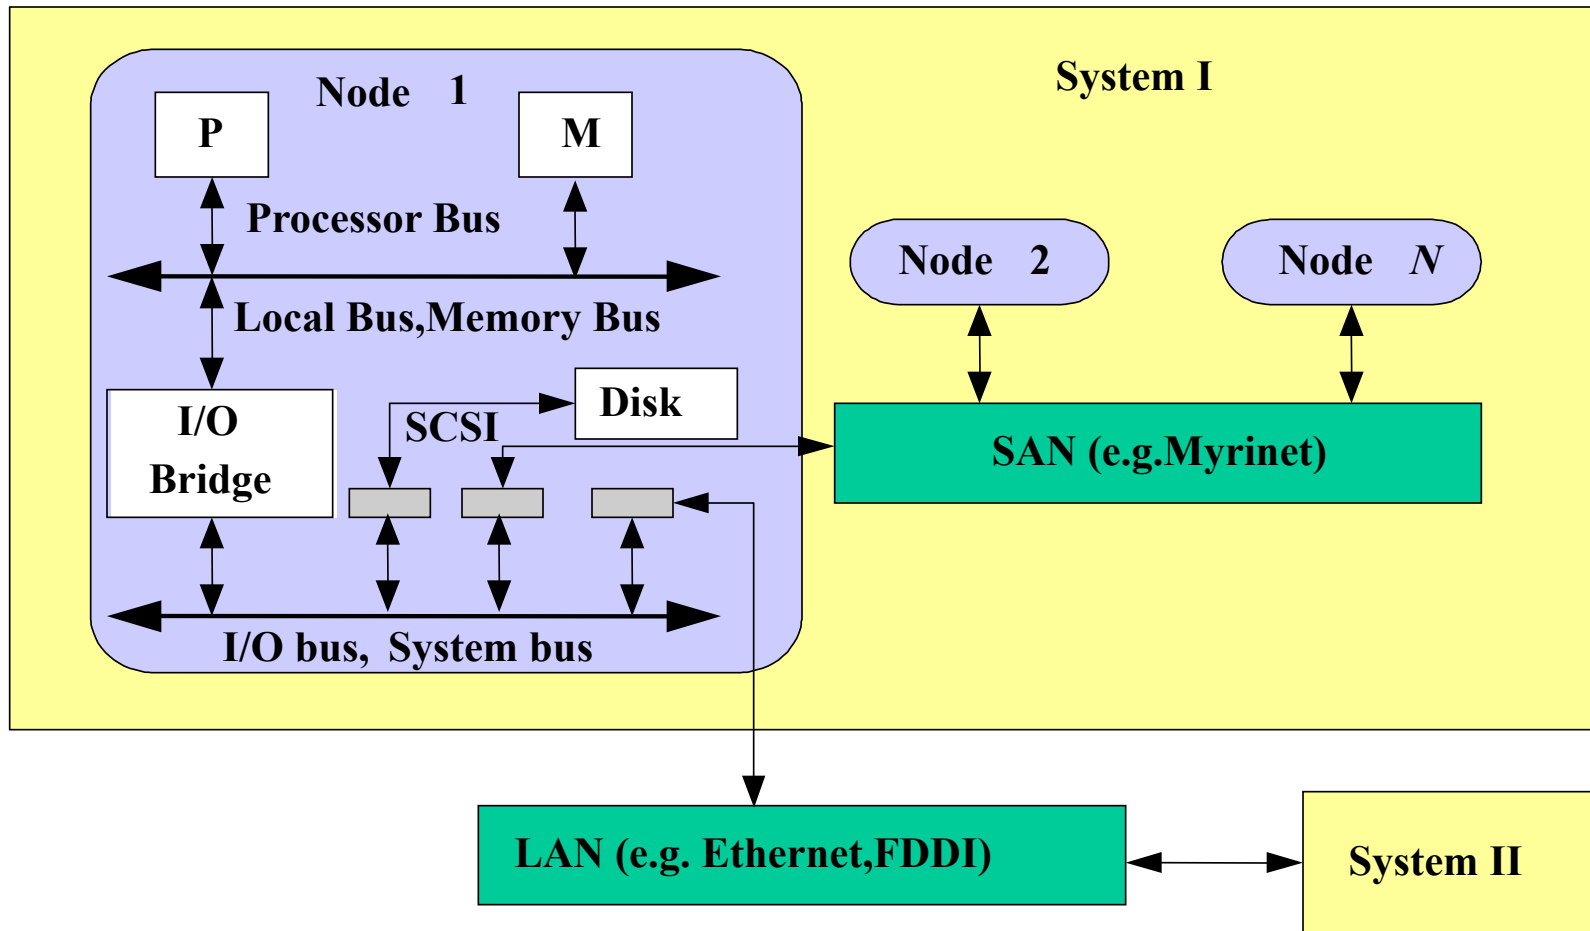 System I
Node 1
P
M
Processor Bus
Node 2
Node N
Local Bus,Memory Bus
Disk
I/O
Bridge
SCSI
SAN (e.g.Myrinet)
I/O bus, System bus
LAN (e.g. Ethernet,FDDI)
System II